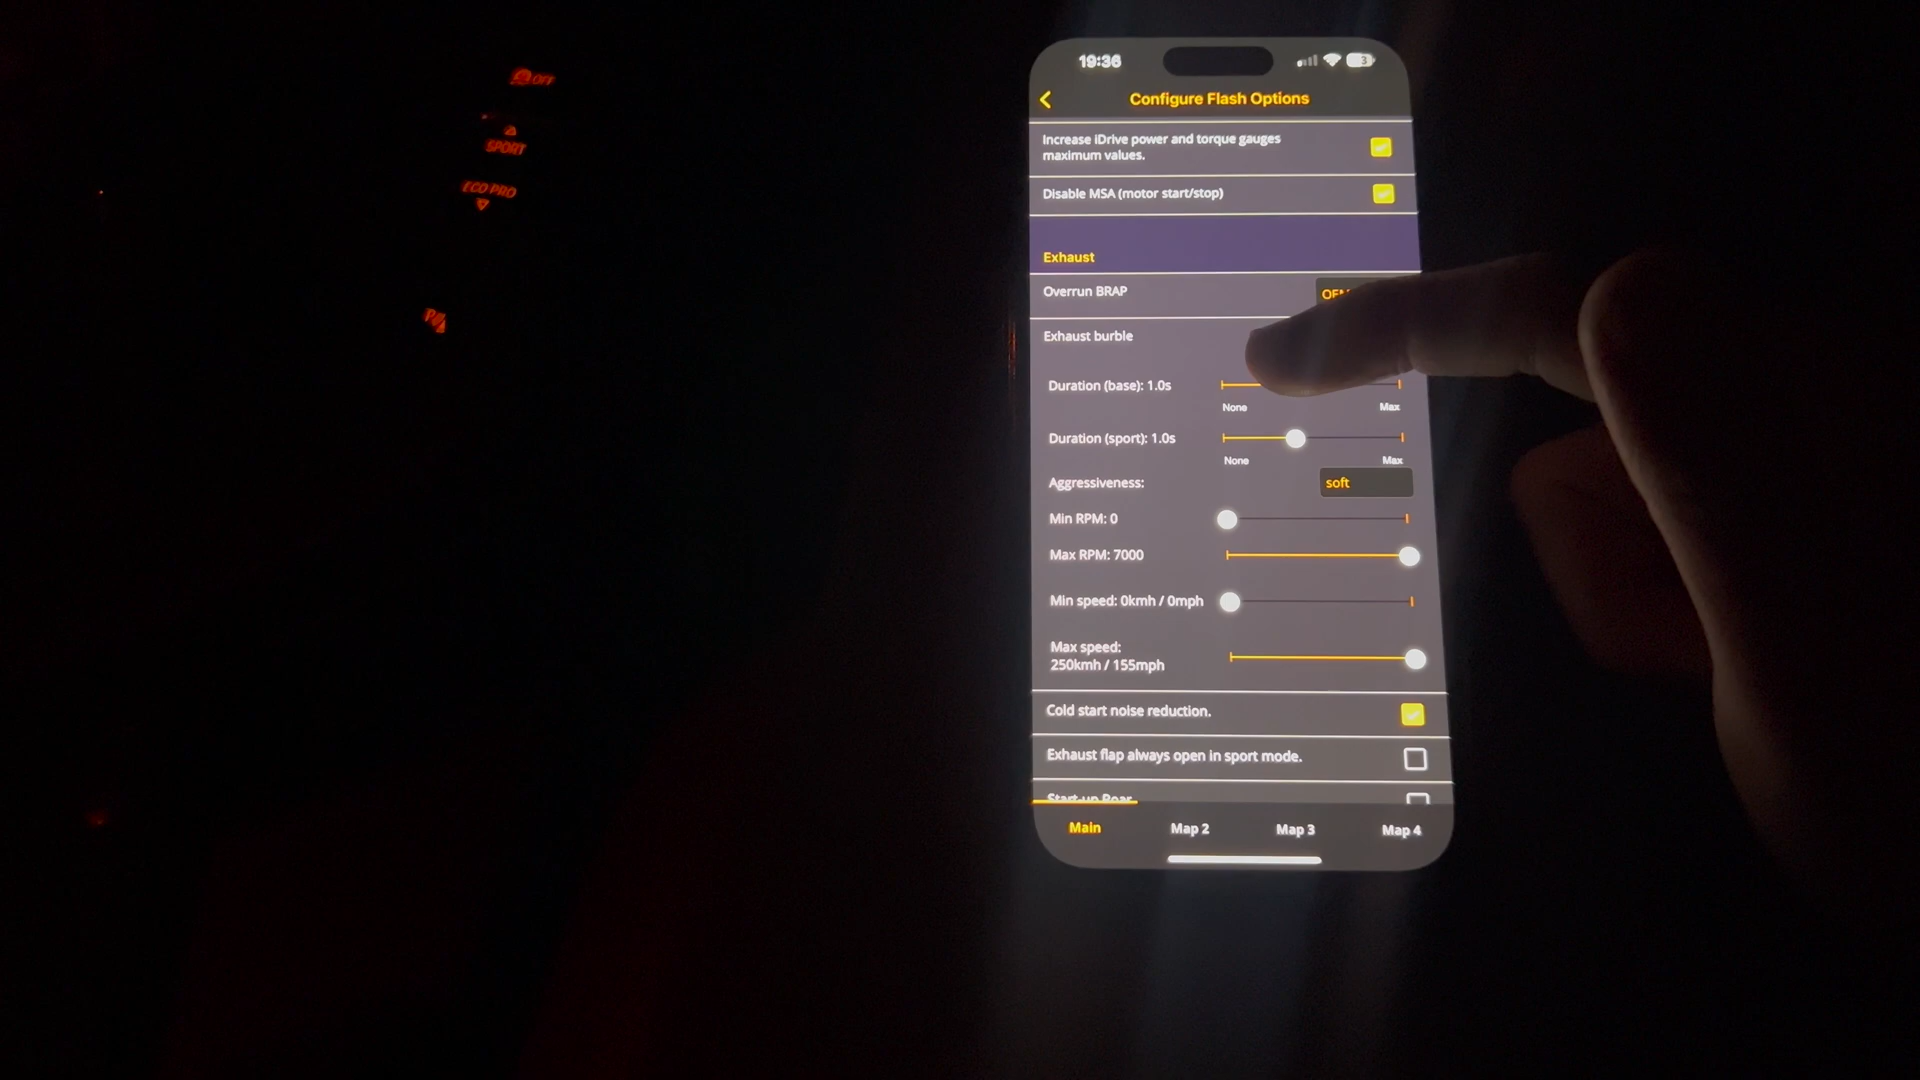 OFF
SPORT
ECO PRO
19:36
3
Configure Flash Options
Increase iDrive power and torque gauges
maximum values.
Disable MSA (motor start/stop)
Exhaust
Overrun BRAP
Exhaust burble
Duration (base): 1.0s
None Max
Duration (sport): 1.0s
None Max
Aggressiveness: soft
Min RPM: 0
Max RPM: 7000
Min speed: 0kmh / 0mph
Max speed:
250kmh / 155mph
Cold start noise reduction.
Exhaust flap always open in sport mode.
Start-up Roar
Main Map 2 Map 3 Map 4